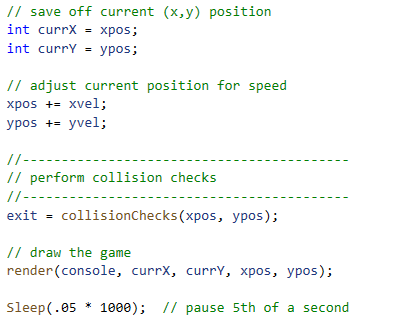 // save off current (x,y) position
int currX = xpos;
int currY = ypos;
// adjust current position for speed
xpos += xvel;
ypos += yvel;
//------------------------------------------
// perform collision checks
//------------------------------------------
exit = collisionChecks(xpos, ypos);
// draw the game
render(console, currX, currY, xpos, ypos);
Sleep(.05 * 1000);  // pause 5th of a second